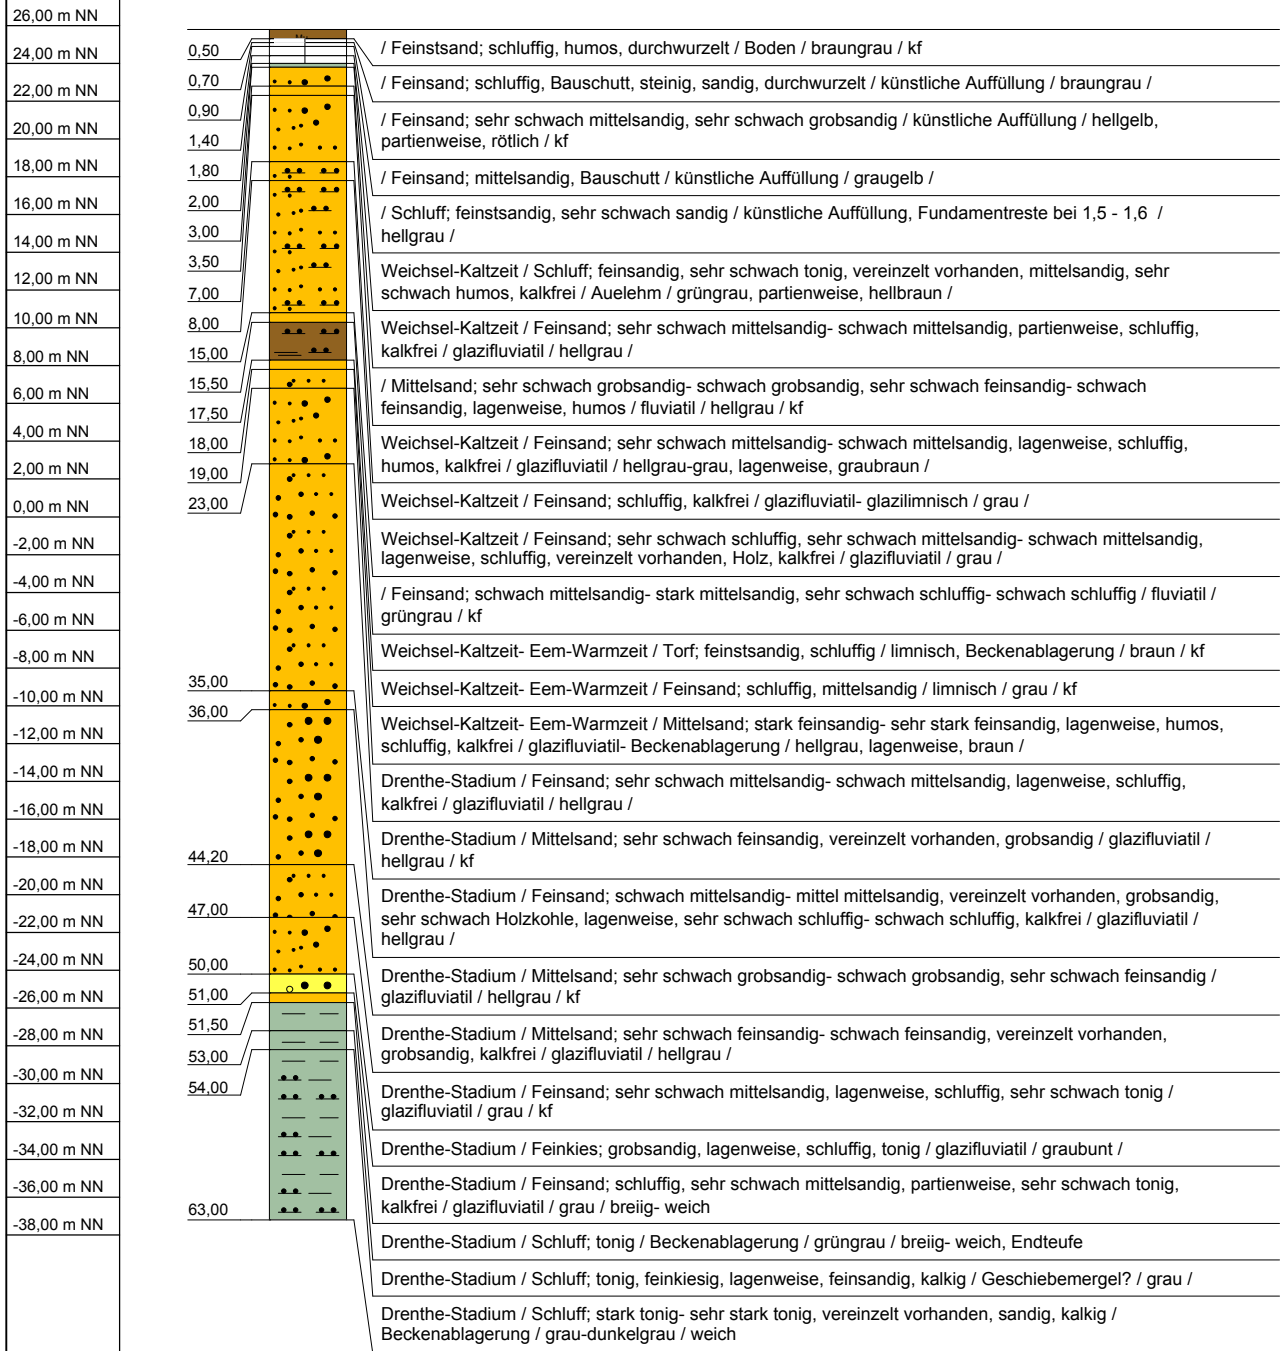 26,00 m NN
24,00 m NN
22,00 m NN
20,00 m NN
18,00 m NN
16,00 m NN
14,00 m NN
12,00 m NN
10,00 m NN
8,00 m NN
6,00 m NN
4,00 m NN
2,00 m NN
0,00 m NN
-2,00 m NN
-4,00 m NN
-6,00 m NN
-8,00 m NN
-10,00 m NN
-12,00 m NN
-14,00 m NN
-16,00 m NN
-18,00 m NN
-20,00 m NN
-22,00 m NN
-24,00 m NN
-26,00 m NN
-28,00 m NN
-30,00 m NN
-32,00 m NN
-34,00 m NN
-36,00 m NN
-38,00 m NN
0,50
0,70
0,90
1,40
1,80
2,00
3,00
3,50
7,00
8,00
15,00
15,50
17,50
18,00
19,00
23,00
35,00
36,00
44,20
47,00
50,00
51,00
51,50
53,00
54,00
63,00
/ Feinstsand; schluffig, humos, durchwurzelt / Boden / braungrau / kf
/ Feinsand; schluffig, Bauschutt, steinig, sandig, durchwurzelt / künstliche Auffüllung / braungrau /
/ Feinsand; sehr schwach mittelsandig, sehr schwach grobsandig / künstliche Auffüllung / hellgelb,
partienweise, rötlich / kf
/ Feinsand; mittelsandig, Bauschutt / künstliche Auffüllung / graugelb /
/ Schluff; feinstsandig, sehr schwach sandig / künstliche Auffüllung, Fundamentreste bei 1,5 - 1,6 /
hellgrau /
Weichsel-Kaltzeit / Schluff; feinsandig, sehr schwach tonig, vereinzelt vorhanden, mittelsandig, sehr
schwach humos, kalkfrei / Auelehm / grüngrau, partienweise, hellbraun /
Weichsel-Kaltzeit / Feinsand; sehr schwach mittelsandig- schwach mittelsandig, partienweise, schluffig,
kalkfrei / glazifluviatil / hellgrau /
/ Mittelsand; sehr schwach grobsandig- schwach grobsandig, sehr schwach feinsandig- schwach
feinsandig, lagenweise, humos / fluviatil / hellgrau / kf
Weichsel-Kaltzeit / Feinsand; sehr schwach mittelsandig- schwach mittelsandig, lagenweise, schluffig,
humos, kalkfrei / glazifluviatil / hellgrau-grau, lagenweise, graubraun /
Weichsel-Kaltzeit / Feinsand; schluffig, kalkfrei / glazifluviatil- glazilimnisch / grau /
Weichsel-Kaltzeit / Feinsand; sehr schwach schluffig, sehr schwach mittelsandig- schwach mittelsandig,
lagenweise, schluffig, vereinzelt vorhanden, Holz, kalkfrei / glazifluviatil / grau /
/ Feinsand; schwach mittelsandig- stark mittelsandig, sehr schwach schluffig- schwach schluffig / fluviatil /
grüngrau / kf
Weichsel-Kaltzeit- Eem-Warmzeit / Torf; feinstsandig, schluffig / limnisch, Beckenablagerung / braun / kf
Weichsel-Kaltzeit- Eem-Warmzeit / Feinsand; schluffig, mittelsandig / limnisch / grau / kf
Weichsel-Kaltzeit- Eem-Warmzeit / Mittelsand; stark feinsandig- sehr stark feinsandig, lagenweise, humos,
schluffig, kalkfrei / glazifluviatil- Beckenablagerung / hellgrau, lagenweise, braun /
Drenthe-Stadium / Feinsand; sehr schwach mittelsandig- schwach mittelsandig, lagenweise, schluffig,
kalkfrei / glazifluviatil / hellgrau /
Drenthe-Stadium / Mittelsand; sehr schwach feinsandig, vereinzelt vorhanden, grobsandig / glazifluviatil /
hellgrau / kf
Drenthe-Stadium / Feinsand; schwach mittelsandig- mittel mittelsandig, vereinzelt vorhanden, grobsandig,
sehr schwach Holzkohle, lagenweise, sehr schwach schluffig- schwach schluffig, kalkfrei / glazifluviatil /
hellgrau /
Drenthe-Stadium / Mittelsand; sehr schwach grobsandig- schwach grobsandig, sehr schwach feinsandig /
glazifluviatil / hellgrau / kf
Drenthe-Stadium / Mittelsand; sehr schwach feinsandig- schwach feinsandig, vereinzelt vorhanden,
grobsandig, kalkfrei / glazifluviatil / hellgrau /
Drenthe-Stadium / Feinsand; sehr schwach mittelsandig, lagenweise, schluffig, sehr schwach tonig /
glazifluviatil / grau / kf
Drenthe-Stadium / Feinkies; grobsandig, lagenweise, schluffig, tonig / glazifluviatil / graubunt /
Drenthe-Stadium / Feinsand; schluffig, sehr schwach mittelsandig, partienweise, sehr schwach tonig,
kalkfrei / glazifluviatil / grau / breiig- weich
Drenthe-Stadium / Schluff; tonig / Beckenablagerung / grüngrau / breiig- weich, Endteufe
Drenthe-Stadium / Schluff; tonig, feinkiesig, lagenweise, feinsandig, kalkig / Geschiebemergel? / grau /
Drenthe-Stadium / Schluff; stark tonig- sehr stark tonig, vereinzelt vorhanden, sandig, kalkig /
Beckenablagerung / grau-dunkelgrau / weich